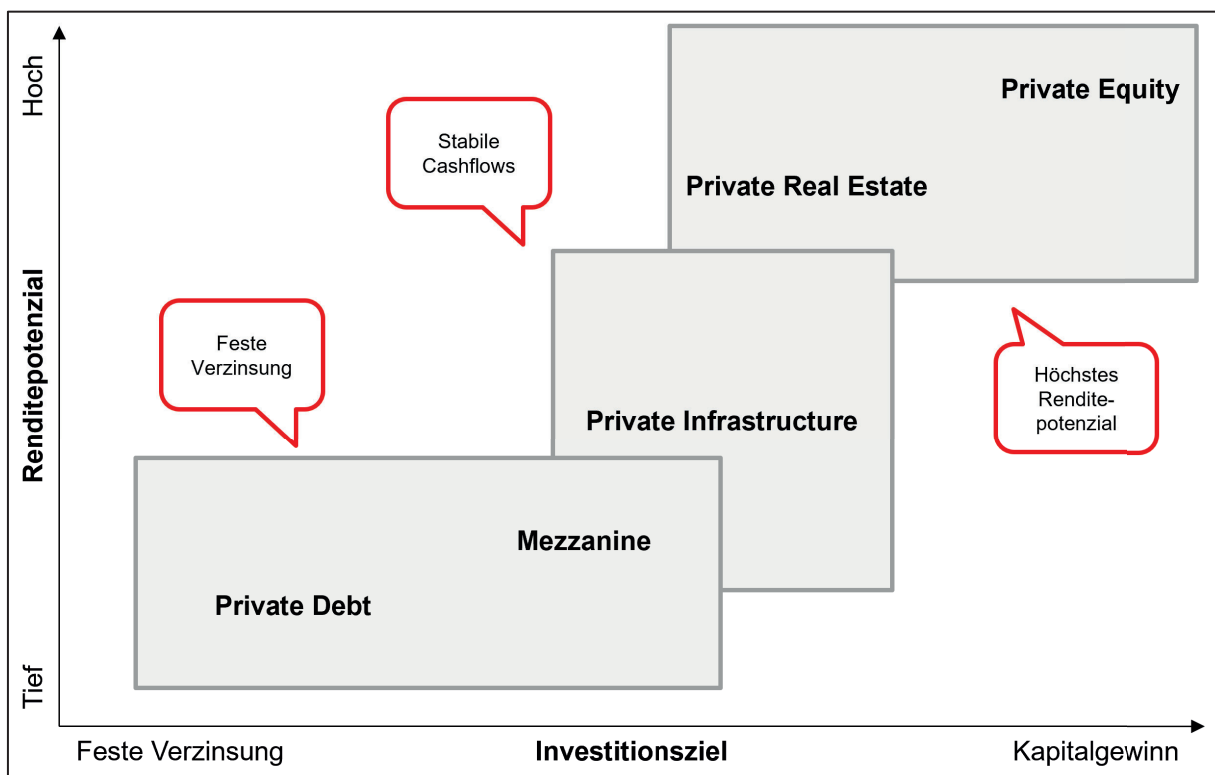 Hoch
Renditepotenzial
Tief
Private Equity
Stabile
Cashflows
Private Real Estate
Feste
Verzinsung
Höchstes
Rendite-
potenzial
Private Infrastructure
Mezzanine
Private Debt
Feste Verzinsung
Investitionsziel
Kapitalgewinn